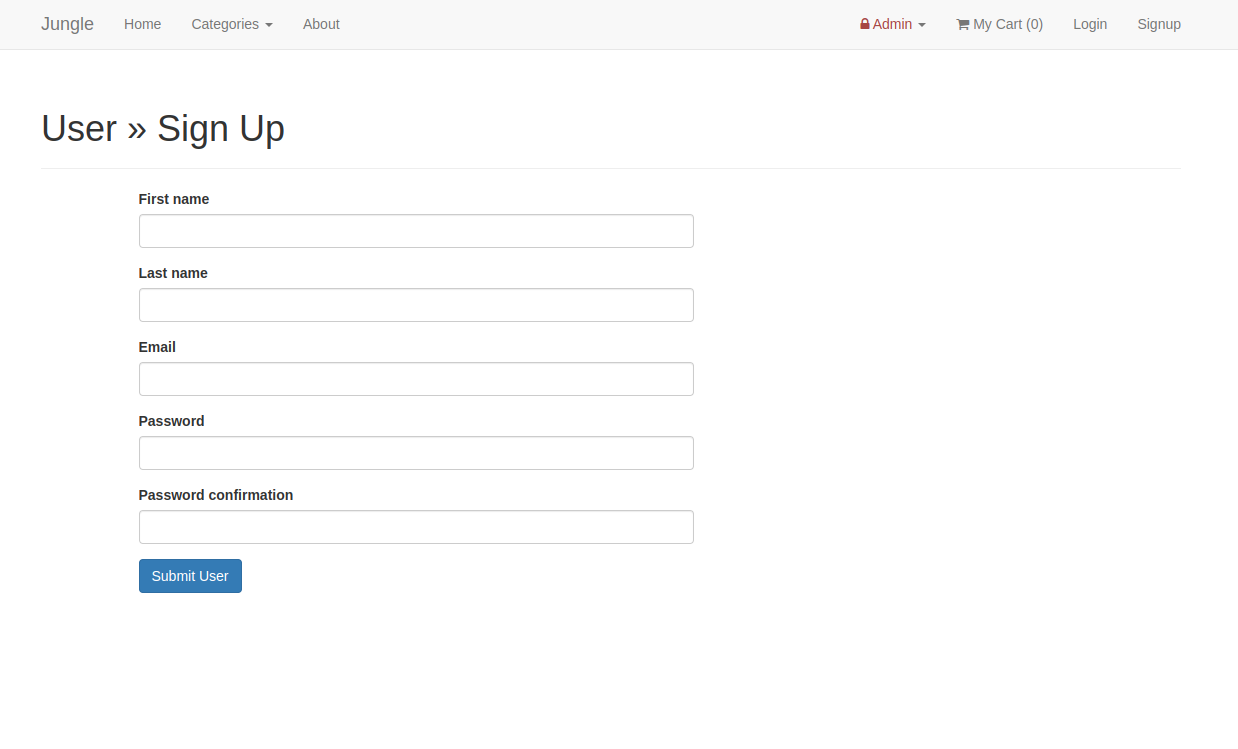 Jungle Home Categories About Admin My Cart (0) Login Signup
User » Sign Up
First name
Last name
Email
Password
Password confirmation
Submit User